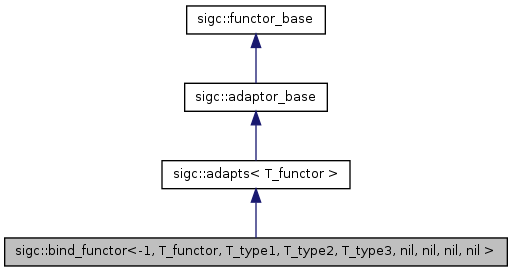 sigc::functor_base
sigc::adaptor_base
sigc::adapts< T_functor >
sigc::bind_functor<-1, T_functor, T_type1, T_type2, T_type3, nil, nil, nil, nil >